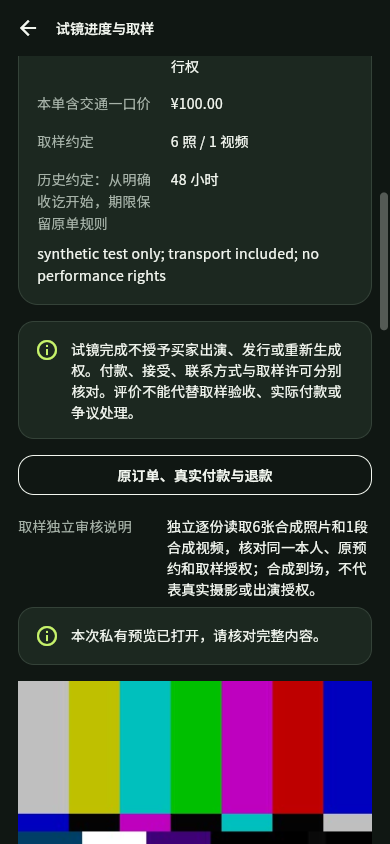 试镜进度与取样
行权
本单含交通一口价 ¥100.00
取样约定 6 照 / 1 视频
历史约定：从明确 48 小时
收讫开始，期限保
留原单规则
synthetic test only; transport included; no
performance rights
试镜完成不授予买家出演、发行或重新生成
权。付款、接受、联系方式与取样许可分别
核对。评价不能代替取样验收、实际付款或
争议处理。
原订单、真实付款与退款
取样独立审核说明 独立逐份读取6张合成照片和1段
合成视频，核对同一本人、原预
约和取样授权；合成到场，不代
表真实摄影或出演授权。
本次私有预览已打开，请核对完整内容。